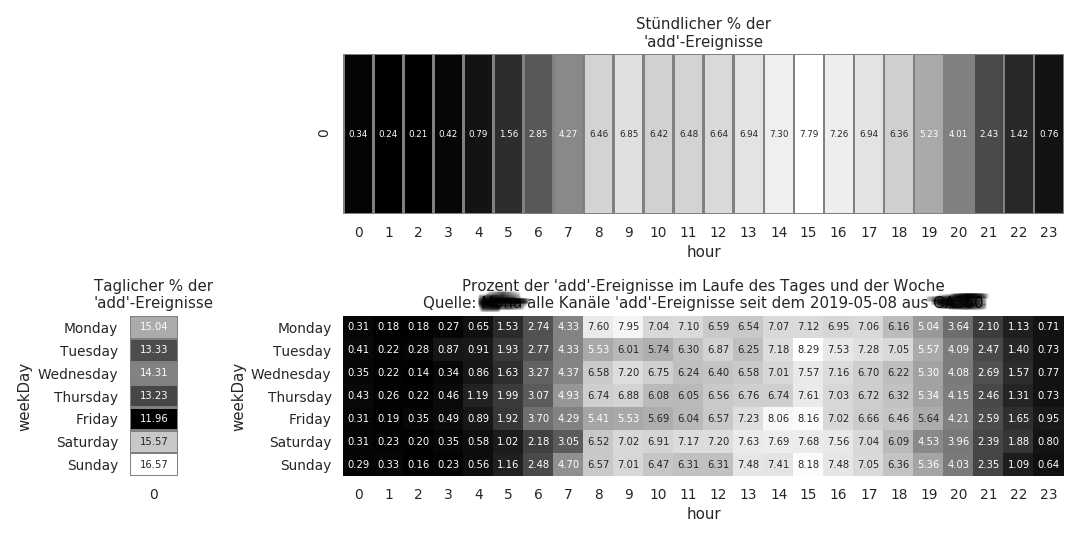 Stündlicher % der
'add'-Ereignisse
0
0.34 0.24 0.21 0.42 0.79 1.56 2.85 4.27 6.46 6.85 6.42 6.48 6.64 6.94 7.30 7.79 7.26 6.94 6.36 5.23 4.01 2.43 1.42 0.76
0 1 2 3 4 5 6 7 8 9 10 11 12 13 14 15 16 17 18 19 20 21 22 23
hour
Taglicher % der
'add'-Ereignisse
weekDay
Monday 15.04
Tuesday 13.33
Wednesday 14.31
Thursday 13.23
Friday 11.96
Saturday 15.57
Sunday 16.57
0
Prozent der 'add'-Ereignisse im Laufe des Tages und der Woche
Quelle: alle Kanäle 'add'-Ereignisse seit dem 2019-05-08 aus
weekDay
Monday 0.31 0.18 0.18 0.27 0.65 1.53 2.74 4.33 7.60 7.95 7.04 7.10 6.59 6.54 7.07 7.12 6.95 7.06 6.16 5.04 3.64 2.10 1.13 0.71
Tuesday 0.41 0.22 0.28 0.87 0.91 1.93 2.77 4.33 5.53 6.01 5.74 6.30 6.87 6.25 7.18 8.29 7.53 7.28 7.05 5.57 4.09 2.47 1.40 0.73
Wednesday 0.35 0.22 0.14 0.34 0.86 1.63 3.27 4.37 6.58 7.20 6.75 6.24 6.40 6.58 7.01 7.57 7.16 6.70 6.22 5.30 4.08 2.69 1.57 0.77
Thursday 0.43 0.26 0.22 0.46 1.19 1.99 3.07 4.93 6.74 6.88 6.08 6.05 6.56 6.76 6.74 7.61 7.03 6.72 6.32 5.34 4.15 2.46 1.31 0.73
Friday 0.31 0.19 0.35 0.49 0.89 1.92 3.70 4.29 5.41 5.53 5.69 6.04 6.57 7.23 8.06 8.16 7.02 6.66 6.46 5.64 4.21 2.59 1.65 0.95
Saturday 0.31 0.23 0.20 0.35 0.58 1.02 2.18 3.05 6.52 7.02 6.91 7.17 7.20 7.63 7.69 7.68 7.56 7.04 6.09 4.53 3.96 2.39 1.88 0.80
Sunday 0.29 0.33 0.16 0.23 0.56 1.16 2.48 4.70 6.57 7.01 6.47 6.31 6.31 7.48 7.41 8.18 7.48 7.05 6.36 5.36 4.03 2.35 1.09 0.64
0 1 2 3 4 5 6 7 8 9 10 11 12 13 14 15 16 17 18 19 20 21 22 23
hour